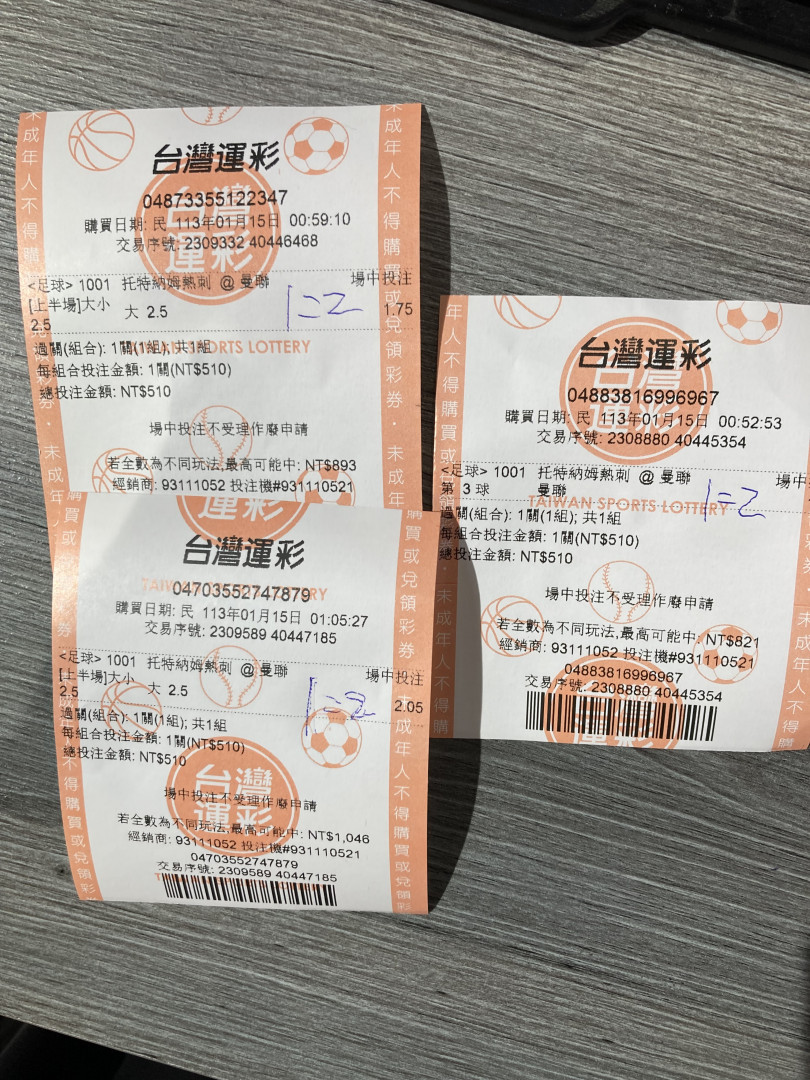 台灣運彩
04873355122347
購買日期: 民 113年01月15日 00:59:10
交易序號: 2309332 40446468
<足球> 1001 托特納姆熱刺 @ 曼聯 場中投注
[上半場]大小 大 2.5 1=2 1.75
2.5
過關(組合): 1關(1組); 共1組
SPORTS LOTTERY
每組合投注金額: 1關(NT$510)
總投注金額: NT$510
場中投注不受理作廢申請
若全數為不同玩法,最高可能中: NT$893
經銷商: 93111052 投注機#931110521
台灣運彩
04703552747879
購買日期: 民 113年01月15日 01:05:27
交易序號: 2309589 40447185
<足球> 1001 托特納姆熱刺 @ 曼聯 場中投注
[上半場]大小 大 2.5 1=2 2.05
2.5
過關(組合): 1關(1組); 共1組
每組合投注金額: 1關(NT$510)
總投注金額: NT$510
台灣
運彩
場中投注不受理作廢申請
若全數為不同玩法,最高可能中: NT$1,046
經銷商: 93111052 投注機#931110521
04703552747879
交易序號: 2309589 40447185
台灣運彩
04883816996967
購買日期: 民 113年01月15日 00:52:53
交易序號: 2308880 40445354
<足球> 1001 托特納姆熱刺 @ 曼聯 場中
第 3 球 曼聯 1=2
TAIWAN SPORTS LOTTERY
過關(組合): 1關(1組); 共1組
每組合投注金額: 1關(NT$510)
總投注金額: NT$510
場中投注不受理作廢申請
若全數為不同玩法,最高可能中: NT$821
經銷商: 93111052 投注機#931110521
04883816996967
交易序號: 2308880 40445354
未成年人不得購買或兌領彩券